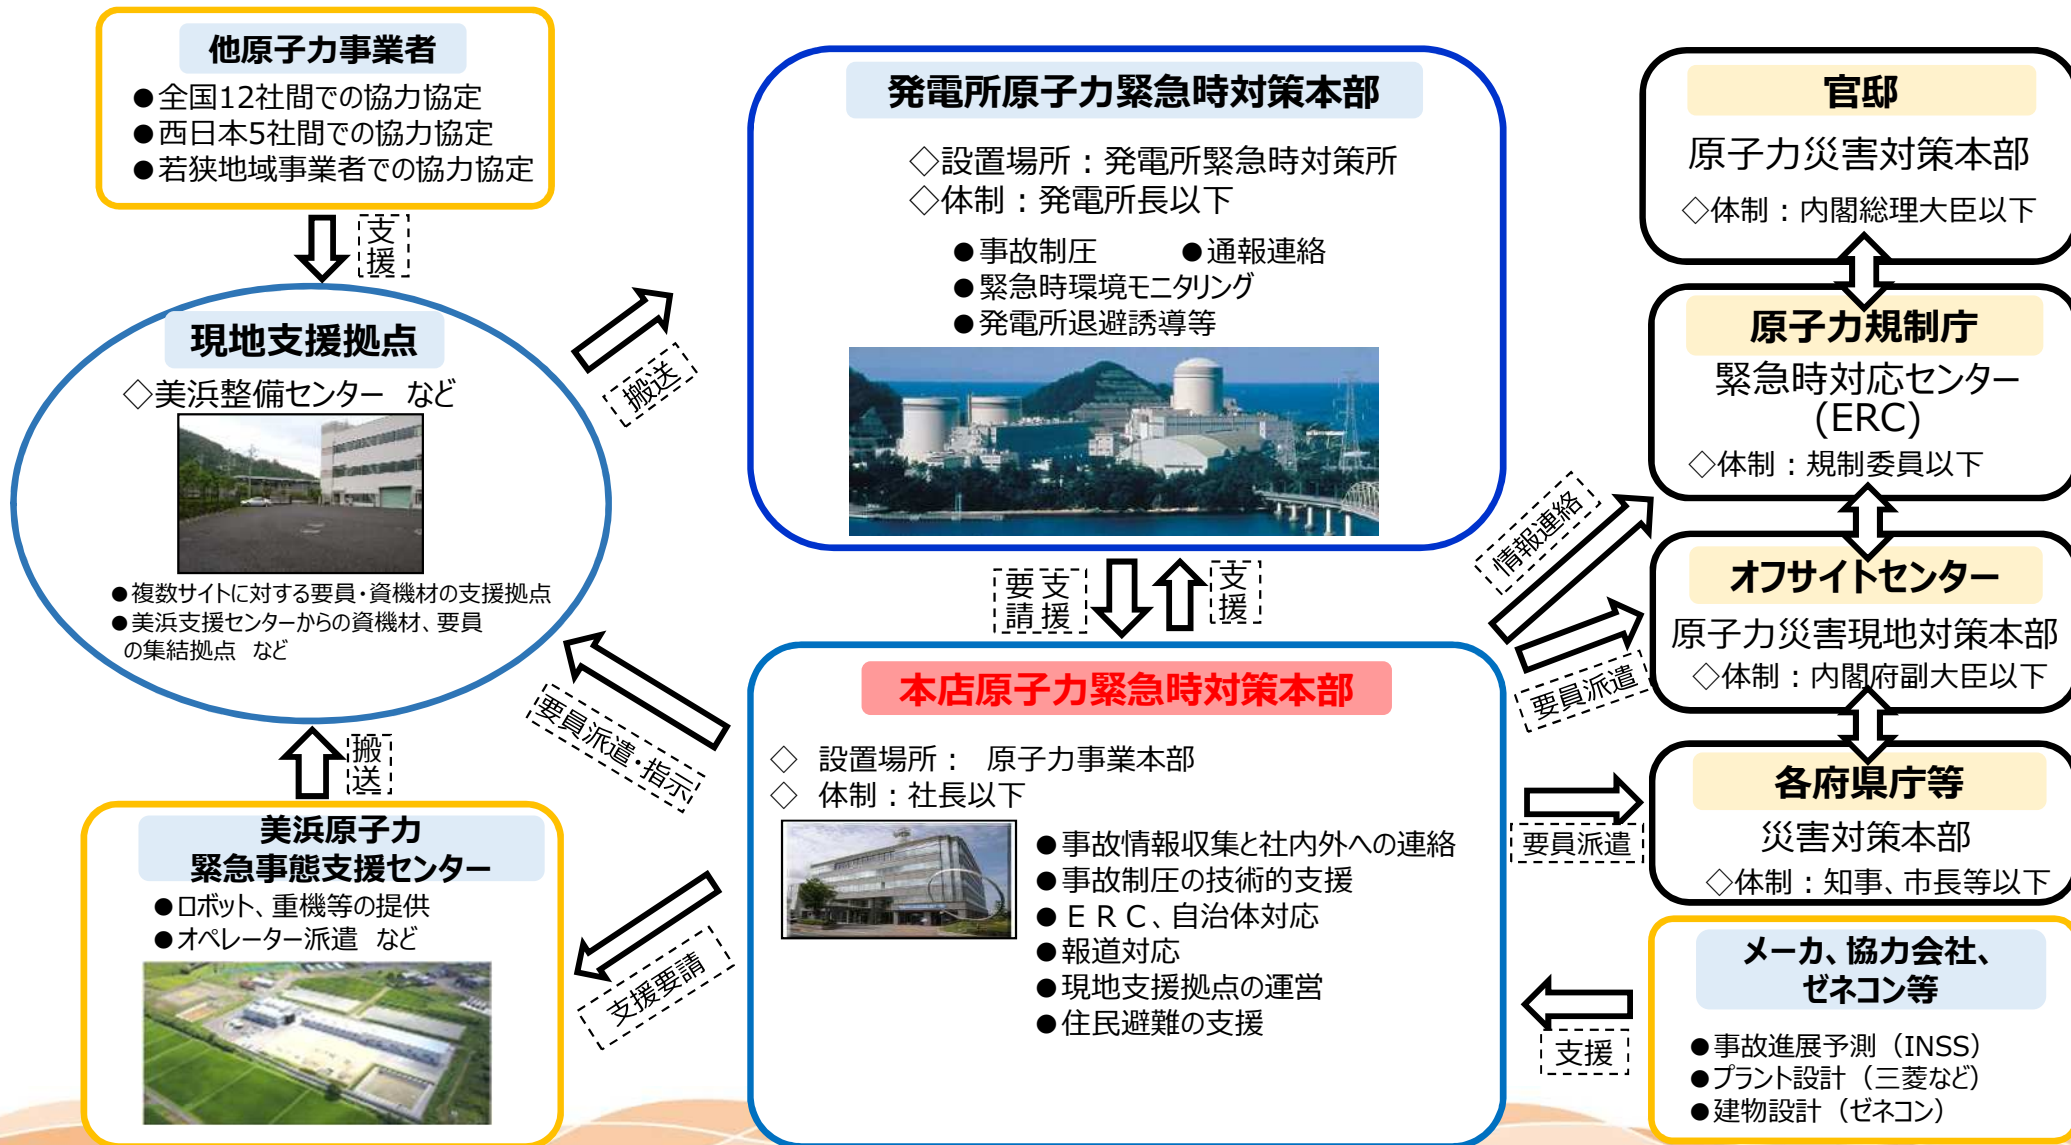 他原子力事業者
●全国12社間での協力協定
●西日本5社間での協力協定
●若狭地域事業者での協力協定
支援
現地支援拠点
◇美浜整備センター など
●複数サイトに対する要員・資機材の支援拠点
●美浜支援センターからの資機材、要員
の集結拠点 など
搬送
搬送
美浜原子力
緊急事態支援センター
●ロボット、重機等の提供
●オペレーター派遣 など
発電所原子力緊急時対策本部
◇設置場所：発電所緊急時対策所
◇体制：発電所長以下
●事故制圧 ●通報連絡
●緊急時環境モニタリング
●発電所退避誘導等
支援要請
支援
本店原子力緊急時対策本部
◇ 設置場所： 原子力事業本部
◇ 体制：社長以下
●事故情報収集と社内外への連絡
●事故制圧の技術的支援
●ＥＲＣ、自治体対応
●報道対応
●現地支援拠点の運営
●住民避難の支援
要員派遣・指示
支援要請
情報連絡
要員派遣
要員派遣
支援
官邸
原子力災害対策本部
◇体制：内閣総理大臣以下
原子力規制庁
緊急時対応センター
(ERC)
◇体制：規制委員以下
オフサイトセンター
原子力災害現地対策本部
◇体制：内閣府副大臣以下
各府県庁等
災害対策本部
◇体制：知事、市長等以下
メーカ、協力会社、
ゼネコン等
●事故進展予測（INSS）
●プラント設計（三菱など）
●建物設計（ゼネコン）